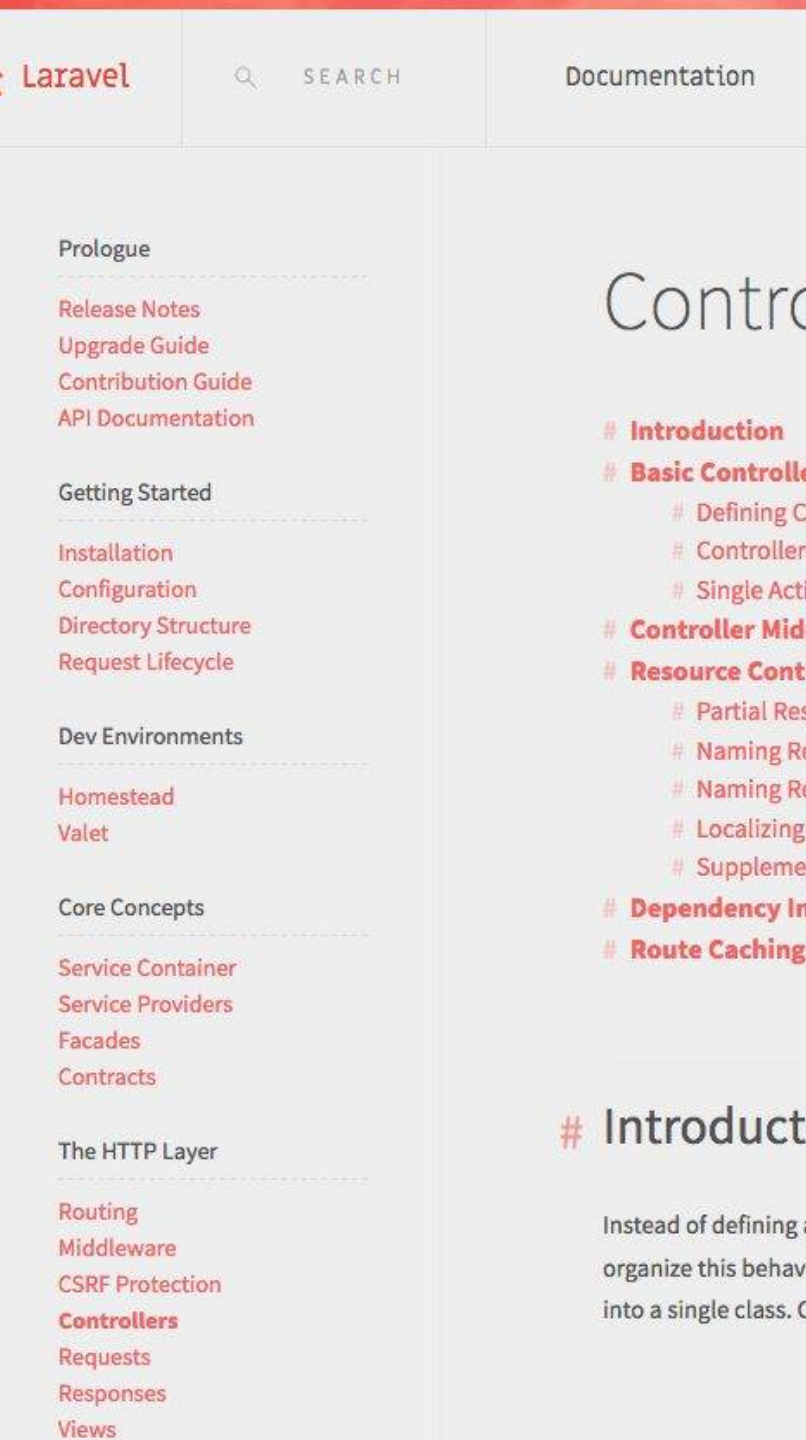 Laravel
SEARCH
Documentation
Prologue
Release Notes
Upgrade Guide
Contribution Guide
API Documentation
Getting Started
Installation
Configuration
Directory Structure
Request Lifecycle
Dev Environments
Homestead
Valet
Core Concepts
Service Container
Service Providers
Facades
Contracts
The HTTP Layer
Routing
Middleware
CSRF Protection
Controllers
Requests
Responses
Views
Contro
# Introduction
# Basic Controlle
# Defining C
# Controller
# Single Acti
# Controller Mid
# Resource Cont
# Partial Res
# Naming Re
# Naming Re
# Localizing
# Suppleme
# Dependency In
# Route Caching
# Introduct
Instead of defining a
organize this behav
into a single class. C